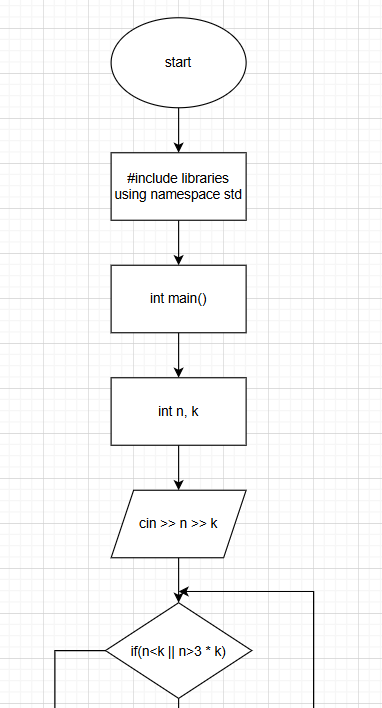 start
#include libraries
using namespace std
int main()
int n, k
cin >> n >> k
if(n<k || n>3 * k)